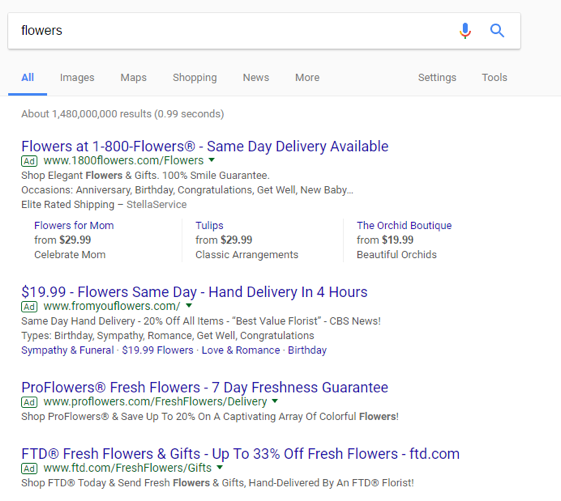 flowers
All Images Maps Shopping News More Settings Tools
About 1,480,000,000 results (0.99 seconds)
Flowers at 1-800-Flowers® - Same Day Delivery Available
Ad www.1800flowers.com/Flowers
Shop Elegant Flowers & Gifts. 100% Smile Guarantee.
Occasions: Anniversary, Birthday, Congratulations, Get Well, New Baby...
Elite Rated Shipping – StellaService
Flowers for Mom Tulips The Orchid Boutique
from $29.99 from $29.99 from $19.99
Celebrate Mom Classic Arrangements Beautiful Orchids
$19.99 - Flowers Same Day - Hand Delivery In 4 Hours
Ad www.fromyouflowers.com/
Same Day Hand Delivery - 20% Off All Items - “Best Value Florist” - CBS News!
Types: Birthday, Sympathy, Romance, Get Well, Congratulations
Sympathy & Funeral · $19.99 Flowers · Love & Romance · Birthday
ProFlowers® Fresh Flowers - 7 Day Freshness Guarantee
Ad www.proflowers.com/FreshFlowers/Delivery
Shop ProFlowers® & Save Up To 20% On A Captivating Array Of Colorful Flowers!
FTD® Fresh Flowers & Gifts - Up To 33% Off Fresh Flowers - ftd.com
Ad www.ftd.com/FreshFlowers/Gifts
Shop FTD® Today & Send Fresh Flowers & Gifts, Hand-Delivered By An FTD® Florist!